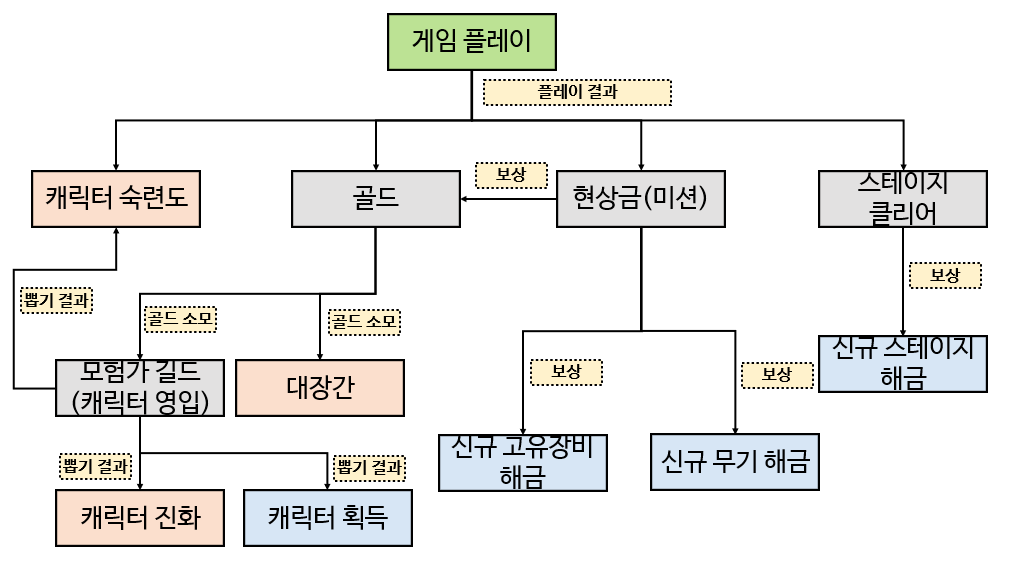 게임 플레이
플레이 결과
캐릭터 숙련도
골드
보상
현상금(미션)
스테이지
클리어
보상
뽑기 결과
골드 소모
골드 소모
신규 스테이지
해금
모험가 길드
(캐릭터 영입)
대장간
보상
보상
신규 고유장비
해금
신규 무기 해금
뽑기 결과
뽑기 결과
캐릭터 진화
캐릭터 획득